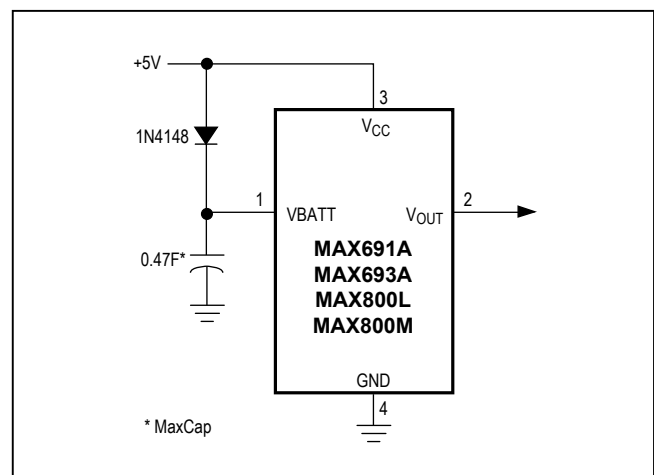 +5V
3
VCC
1N4148
1
VBATT
VOUT
2
MAX691A
MAX693A
MAX800L
MAX800M
0.47F*
GND
4
* MaxCap